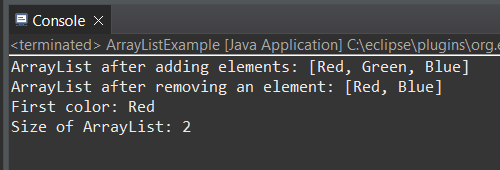 Console
<terminated> ArrayListExample [Java Application] C:\eclipse\plugins\org.e
ArrayList after adding elements: [Red, Green, Blue]
ArrayList after removing an element: [Red, Blue]
First color: Red
Size of ArrayList: 2